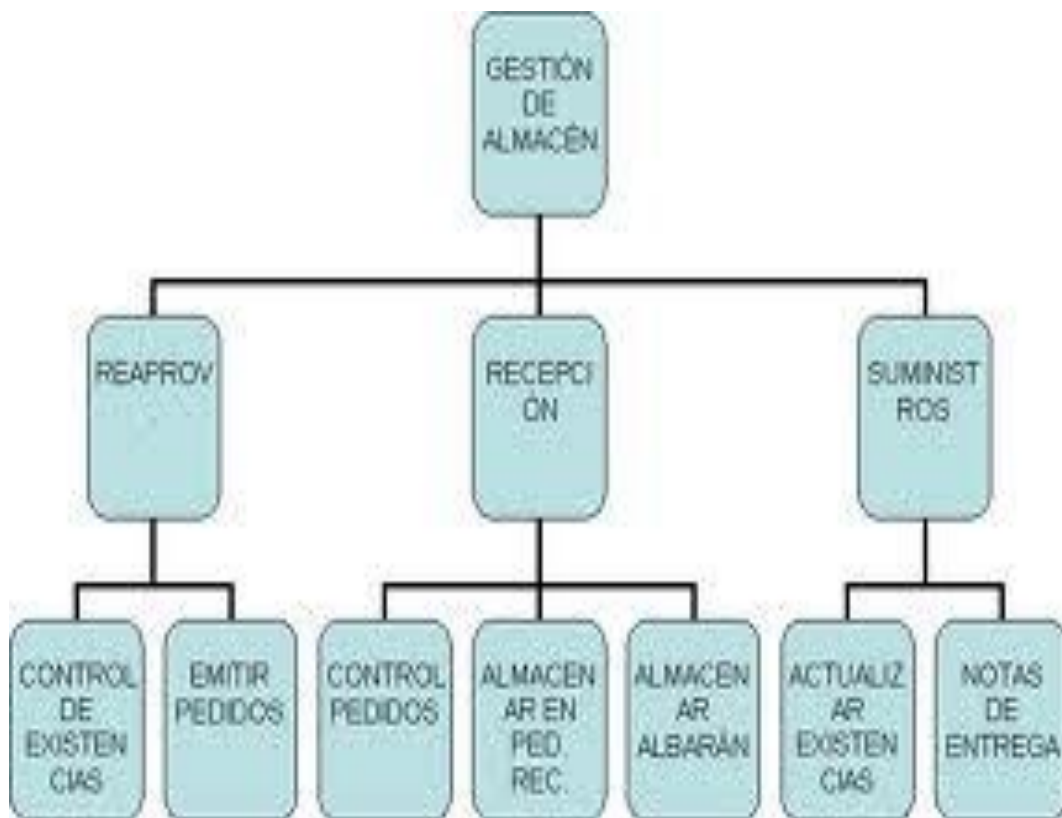 GESTIÓN
DE
ALMACÉN
REAPROV
RECEPCI
ÓN
SUMINIST
ROS
CONTROL
DE
EXISTEN
CIAS
EMITIR
PEDIDOS
CONTROL
PEDIDOS
ALMACEN
AR EN
PED.
REC.
ALMACÉN
AR
ALBARÁN
ACTUALIZ
AR
EXISTEN
CIAS
NOTAS
DE
ENTREGA